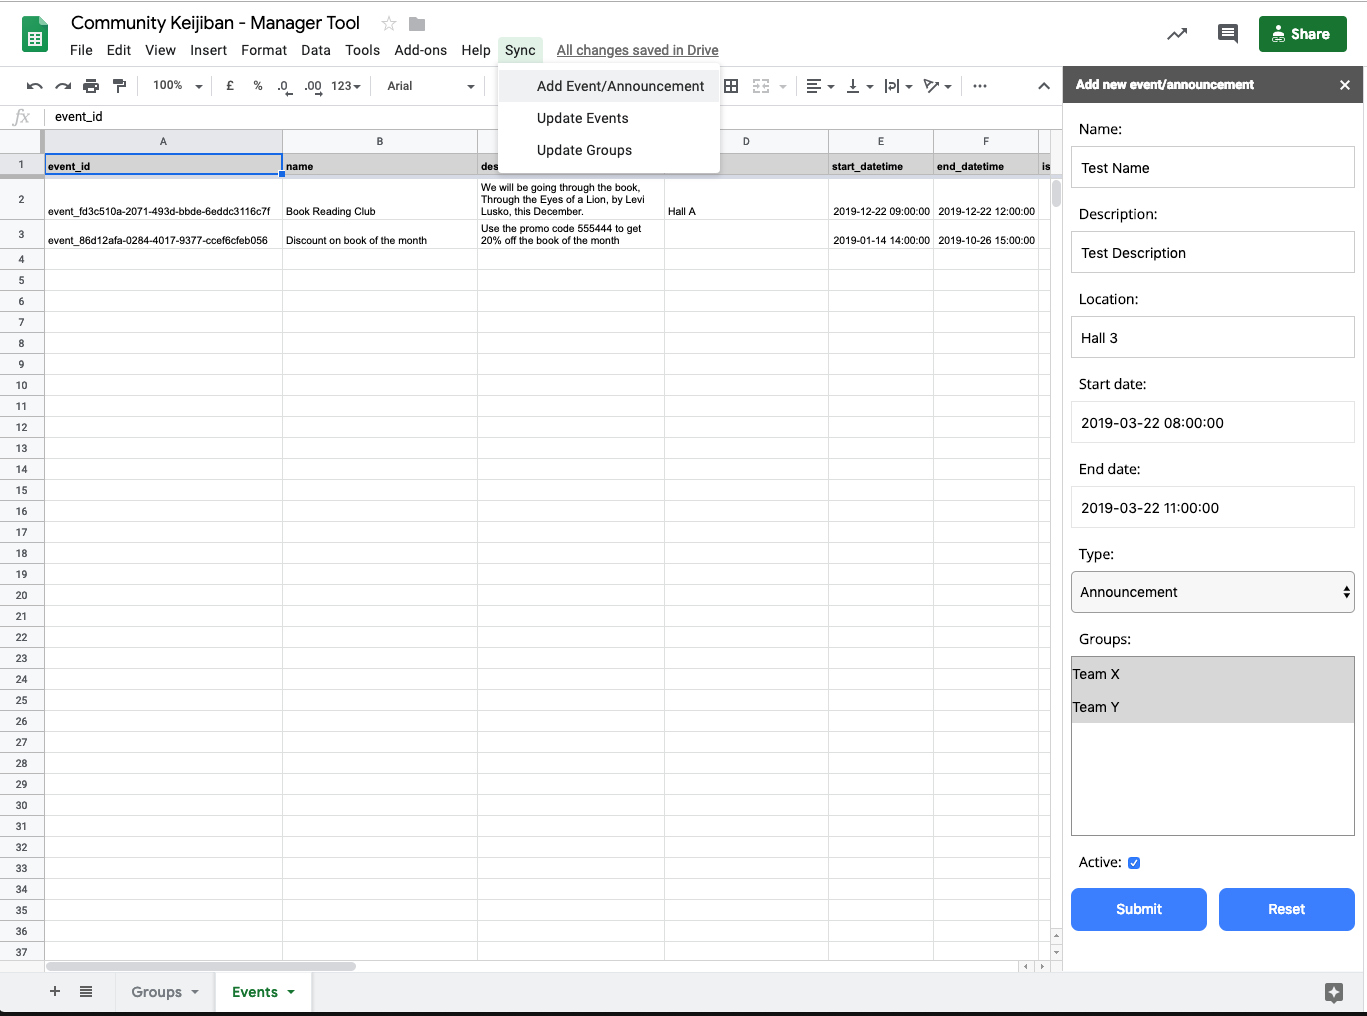 Community Keijiban - Manager Tool
File Edit View Insert Format Data Tools Add-ons Help Sync All changes saved in Drive
Share
100% £ % .0 .00 123 Arial
Add Event/Announcement
Update Events
Update Groups
fx event_id
A B D E F
1 event_id name des start_datetime end_datetime is
2 event_fd3c510a-2071-493d-bbde-6eddc3116c7f Book Reading Club We will be going through the book,
Through the Eyes of a Lion, by Levi
Lusko, this December. Hall A 2019-12-22 09:00:00 2019-12-22 12:00:00
3 event_86d12afa-0284-4017-9377-ccef6cfeb056 Discount on book of the month Use the promo code 555444 to get
20% off the book of the month 2019-01-14 14:00:00 2019-10-26 15:00:00
4
5
6
7
8
9
10
11
12
13
14
15
16
17
18
19
20
21
22
23
24
25
26
27
28
29
30
31
32
33
34
35
36
37
Groups Events
Add new event/announcement
Name:
Test Name
Description:
Test Description
Location:
Hall 3
Start date:
2019-03-22 08:00:00
End date:
2019-03-22 11:00:00
Type:
Announcement
Groups:
Team X
Team Y
Active:
Submit Reset